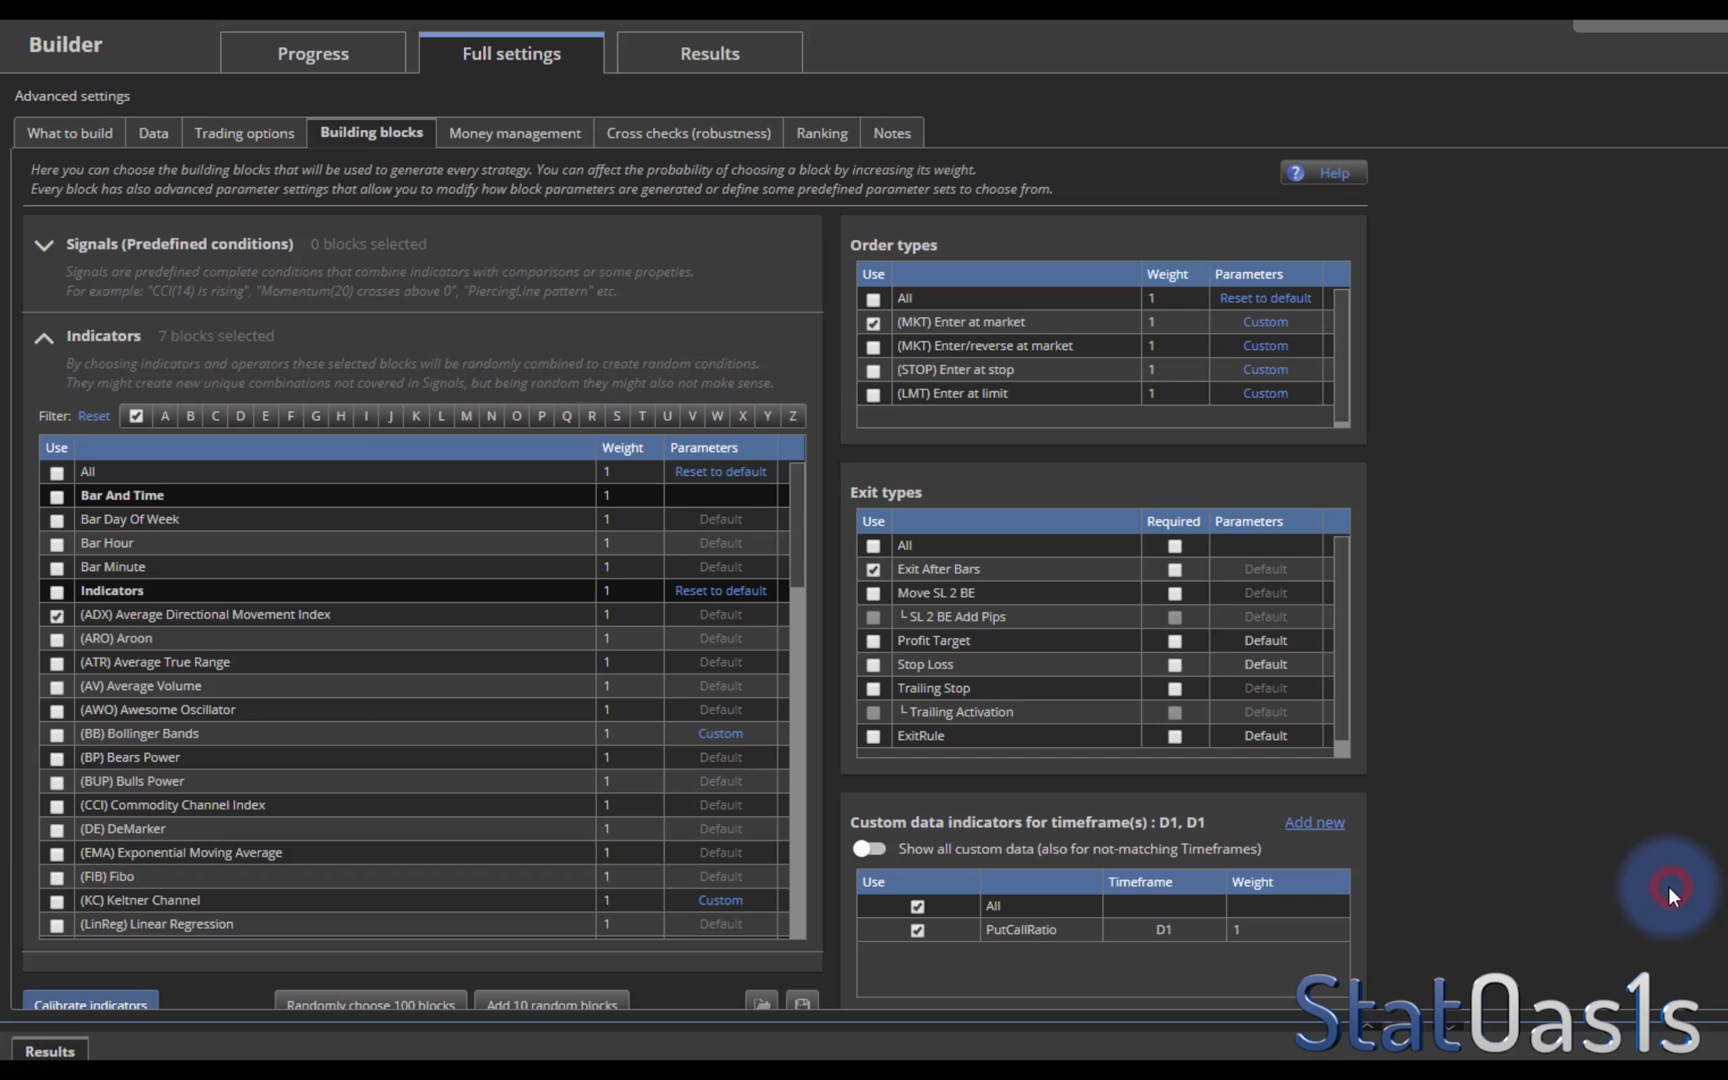 Builder
Progress
Full settings
Results
Advanced settings
What to build
Data
Trading options
Building blocks
Money management
Cross checks (robustness)
Ranking
Notes
Here you can choose the building blocks that will be used to generate every strategy. You can affect the probability of choosing a block by increasing its weight.
Every block has also advanced parameter settings that allow you to modify how block parameters are generated or define some predefined parameter sets to choose from.
? Help
Signals (Predefined conditions) 0 blocks selected
Signals are predefined complete conditions that combine indicators with comparisons or some propeties.
For example: "CCI(14) is rising", "Momentum(20) crosses above 0", "PiercingLine pattern" etc.
Indicators 7 blocks selected
By choosing indicators and operators these selected blocks will be randomly combined to create random conditions.
They might create new unique combinations not covered in Signals, but being random they might also not make sense.
Filter: Reset A B C D E F G H I J K L M N O P Q R S T U V W X Y Z
Use Weight Parameters
All 1 Reset to default
Bar And Time 1
Bar Day Of Week 1 Default
Bar Hour 1 Default
Bar Minute 1 Default
Indicators 1 Reset to default
(ADX) Average Directional Movement Index 1 Default
(ARO) Aroon 1 Default
(ATR) Average True Range 1 Default
(AV) Average Volume 1 Default
(AWO) Awesome Oscillator 1 Default
(BB) Bollinger Bands 1 Custom
(BP) Bears Power 1 Default
(BUP) Bulls Power 1 Default
(CCI) Commodity Channel Index 1 Default
(DE) DeMarker 1 Default
(EMA) Exponential Moving Average 1 Default
(FIB) Fibo 1 Default
(KC) Keltner Channel 1 Custom
(LinReg) Linear Regression 1 Default
Calibrate indicators
Randomly choose 100 blocks
Add 10 random blocks
Order types
Use Weight Parameters
All 1 Reset to default
(MKT) Enter at market 1 Custom
(MKT) Enter/reverse at market 1 Custom
(STOP) Enter at stop 1 Custom
(LMT) Enter at limit 1 Custom
Exit types
Use Required Parameters
All
Exit After Bars Default
Move SL 2 BE Default
SL 2 BE Add Pips Default
Profit Target Default
Stop Loss Default
Trailing Stop Default
Trailing Activation Default
ExitRule Default
Custom data indicators for timeframe(s) : D1, D1 Add new
Show all custom data (also for not-matching Timeframes)
Use Timeframe Weight
All
PutCallRatio D1 1
StatOas1s
Results